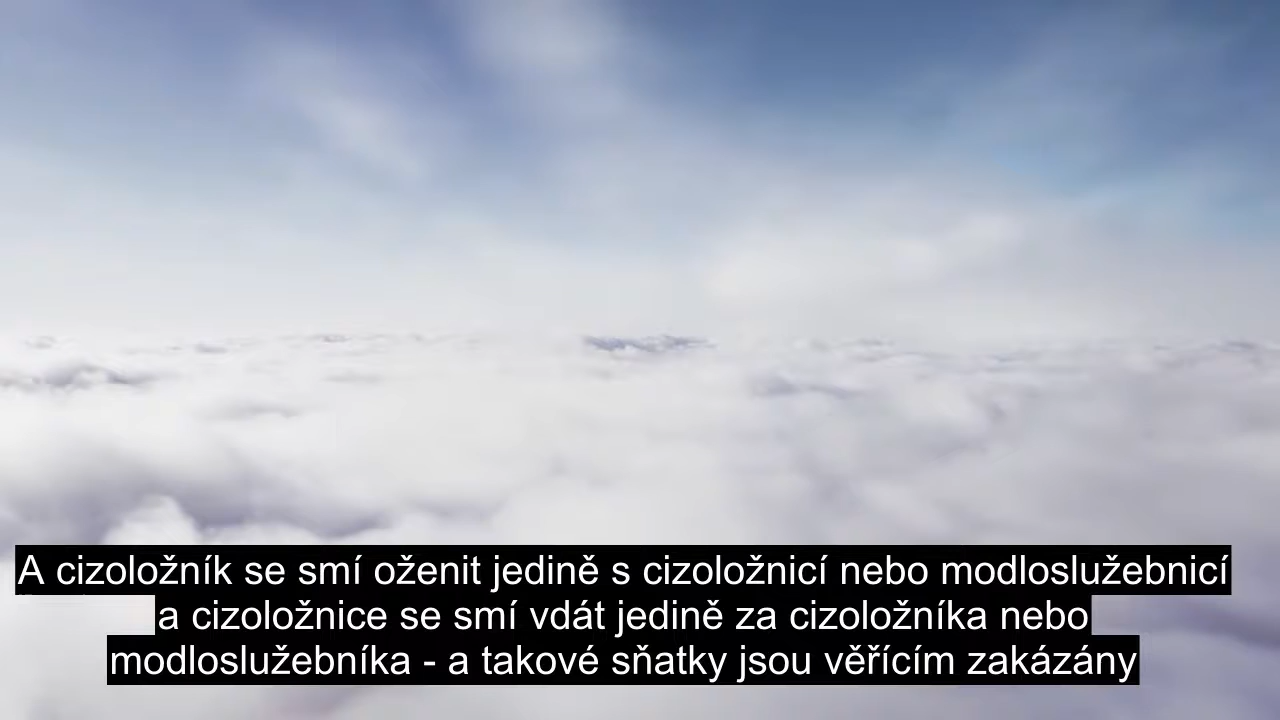 A cizoložník se smí oženit jedině s cizoložnicí nebo modloslužebnicí
a cizoložnice se smí vdát jedině za cizoložníka nebo
modloslužebníka - a takové sňatky jsou věřícím zakázány